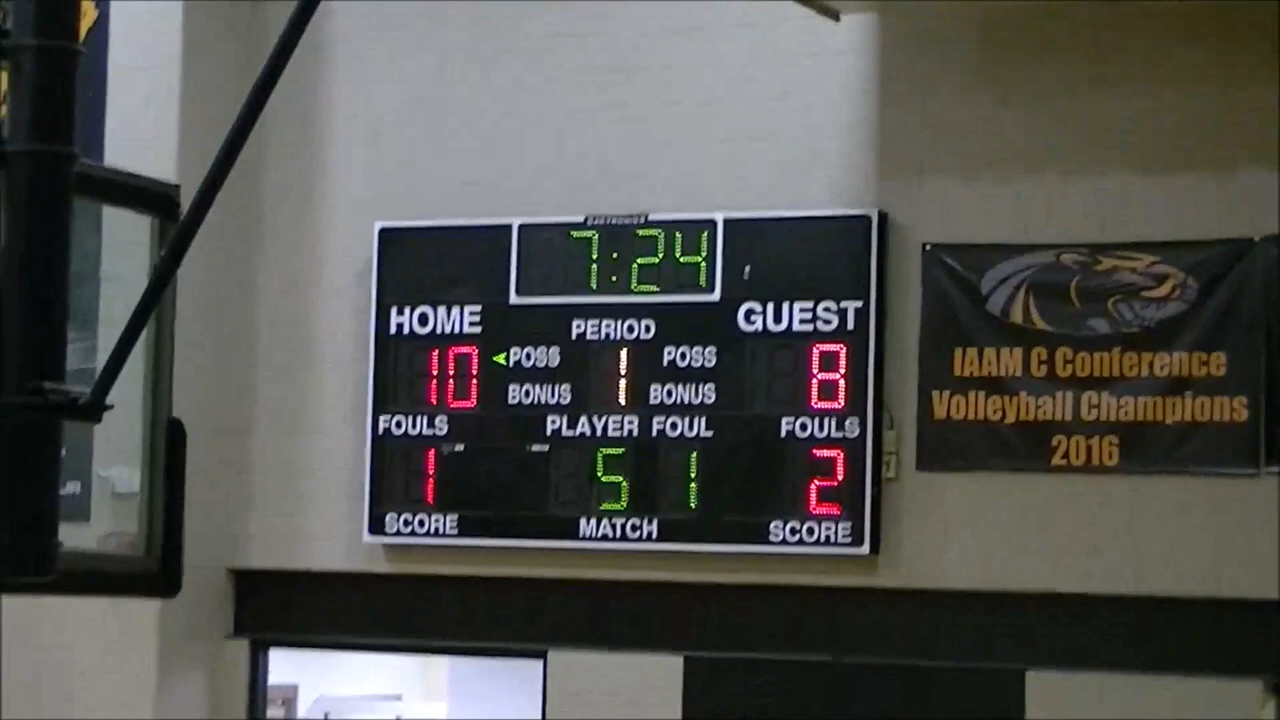 DAKTRONICS
7:24
HOME PERIOD GUEST
10 POSS 1 POSS 8
BONUS BONUS
FOULS PLAYER FOUL FOULS
1 5 1 2
SCORE MATCH SCORE
IAAM C Conference
Volleyball Champions
2016